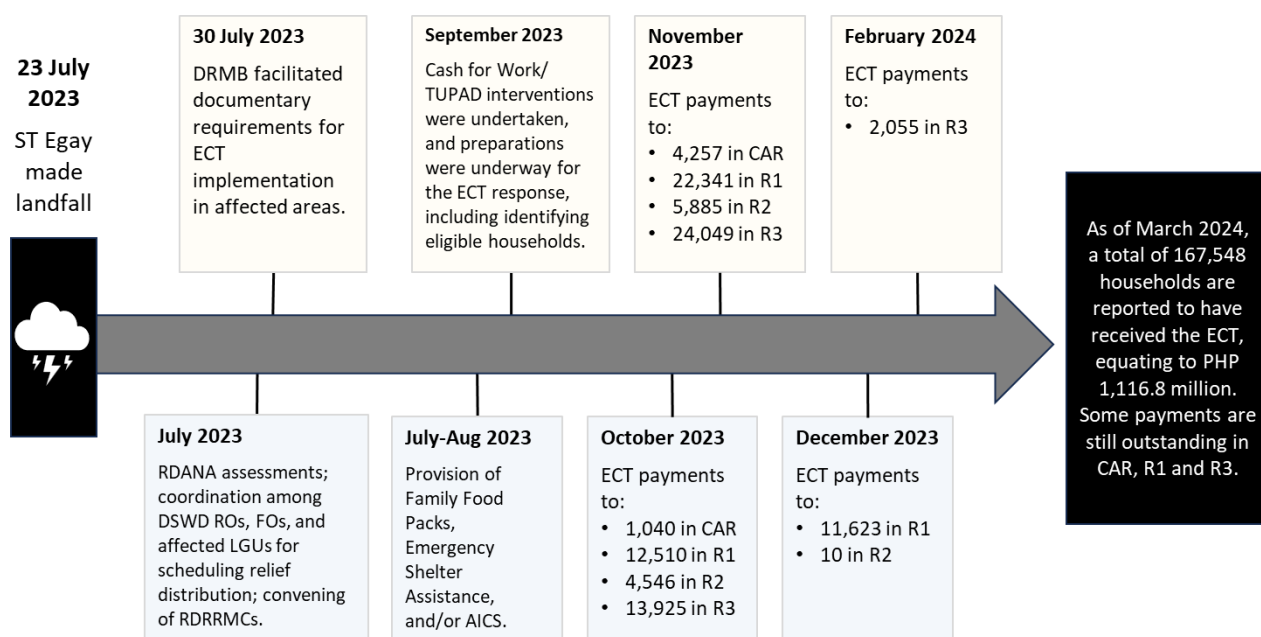 23 July
2023
ST Egay
made
landfall
30 July 2023
DRMB facilitated
documentary
requirements for
ECT
implementation
in affected areas.
September 2023
Cash for Work/
TUPAD interventions
were undertaken,
and preparations
were underway for
the ECT response,
including identifying
eligible households.
November
2023
ECT payments
to:
• 4,257 in CAR
• 22,341 in R1
• 5,885 in R2
• 24,049 in R3
February 2024
ECT payments
to:
• 2,055 in R3
July 2023
RDANA assessments;
coordination among
DSWD ROs, FOs, and
affected LGUs for
scheduling relief
distribution; convening
of RDRRMCs.
July-Aug 2023
Provision of
Family Food
Packs,
Emergency
Shelter
Assistance,
and/or AICS.
October 2023
ECT payments
to:
• 1,040 in CAR
• 12,510 in R1
• 4,546 in R2
• 13,925 in R3
December 2023
ECT payments
to:
• 11,623 in R1
• 10 in R2
As of March 2024,
a total of 167,548
households are
reported to have
received the ECT,
equating to PHP
1,116.8 million.
Some payments are
still outstanding in
CAR, R1 and R3.